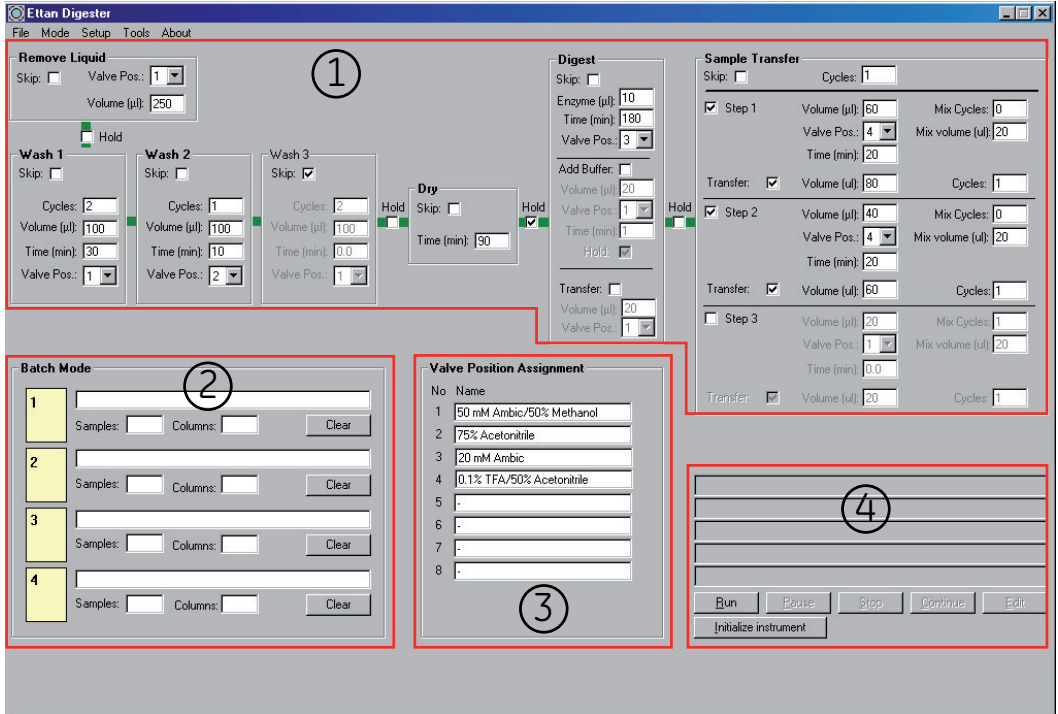 Ettan Digester
File Mode Setup Tools About
1
Remove Liquid
Skip: Valve Pos.: 1
Volume (µl): 250
Hold
Wash 1
Skip:
Cycles: 2
Volume (µl): 100
Time (min): 30
Valve Pos.: 1
Wash 2
Skip:
Cycles: 1
Volume (µl): 100
Time (min): 10
Valve Pos.: 2
Wash 3
Skip:
Cycles: 2
Volume (µl): 100
Time (min): 0.0
Valve Pos.: 1
Hold
Dry
Skip:
Time (min): 90
Hold
Digest
Skip:
Enzyme (µl): 10
Time (min): 180
Valve Pos.: 3
Add Buffer:
Volume (µl): 20
Valve Pos.: 1
Time (min): 1
Hold:
Transfer:
Volume (µl): 20
Valve Pos.: 1
Hold
Sample Transfer
Skip: Cycles: 1
Step 1 Volume (µl): 60 Mix Cycles: 0
Valve Pos.: 4 Mix volume (ul): 20
Time (min): 20
Transfer: Volume (ul): 80 Cycles: 1
Step 2 Volume (µl): 40 Mix Cycles: 0
Valve Pos.: 4 Mix volume (ul): 20
Time (min): 20
Transfer: Volume (ul): 60 Cycles: 1
Step 3 Volume (µl): 20 Mix Cycles: 1
Valve Pos.: 1 Mix volume (ul): 20
Time (min): 0.0
Transfer: Volume (ul): 20 Cycles: 1
Batch Mode
2
1
Samples: Columns: Clear
2
Samples: Columns: Clear
3
Samples: Columns: Clear
4
Samples: Columns: Clear
Valve Position Assignment
No Name
1 50 mM Ambic/50% Methanol
2 75% Acetonitrile
3 20 mM Ambic
4 0.1% TFA/50% Acetonitrile
5 -
6 -
7 -
8 -
3
4
Run Pause Stop Continue Edit
Initialize instrument